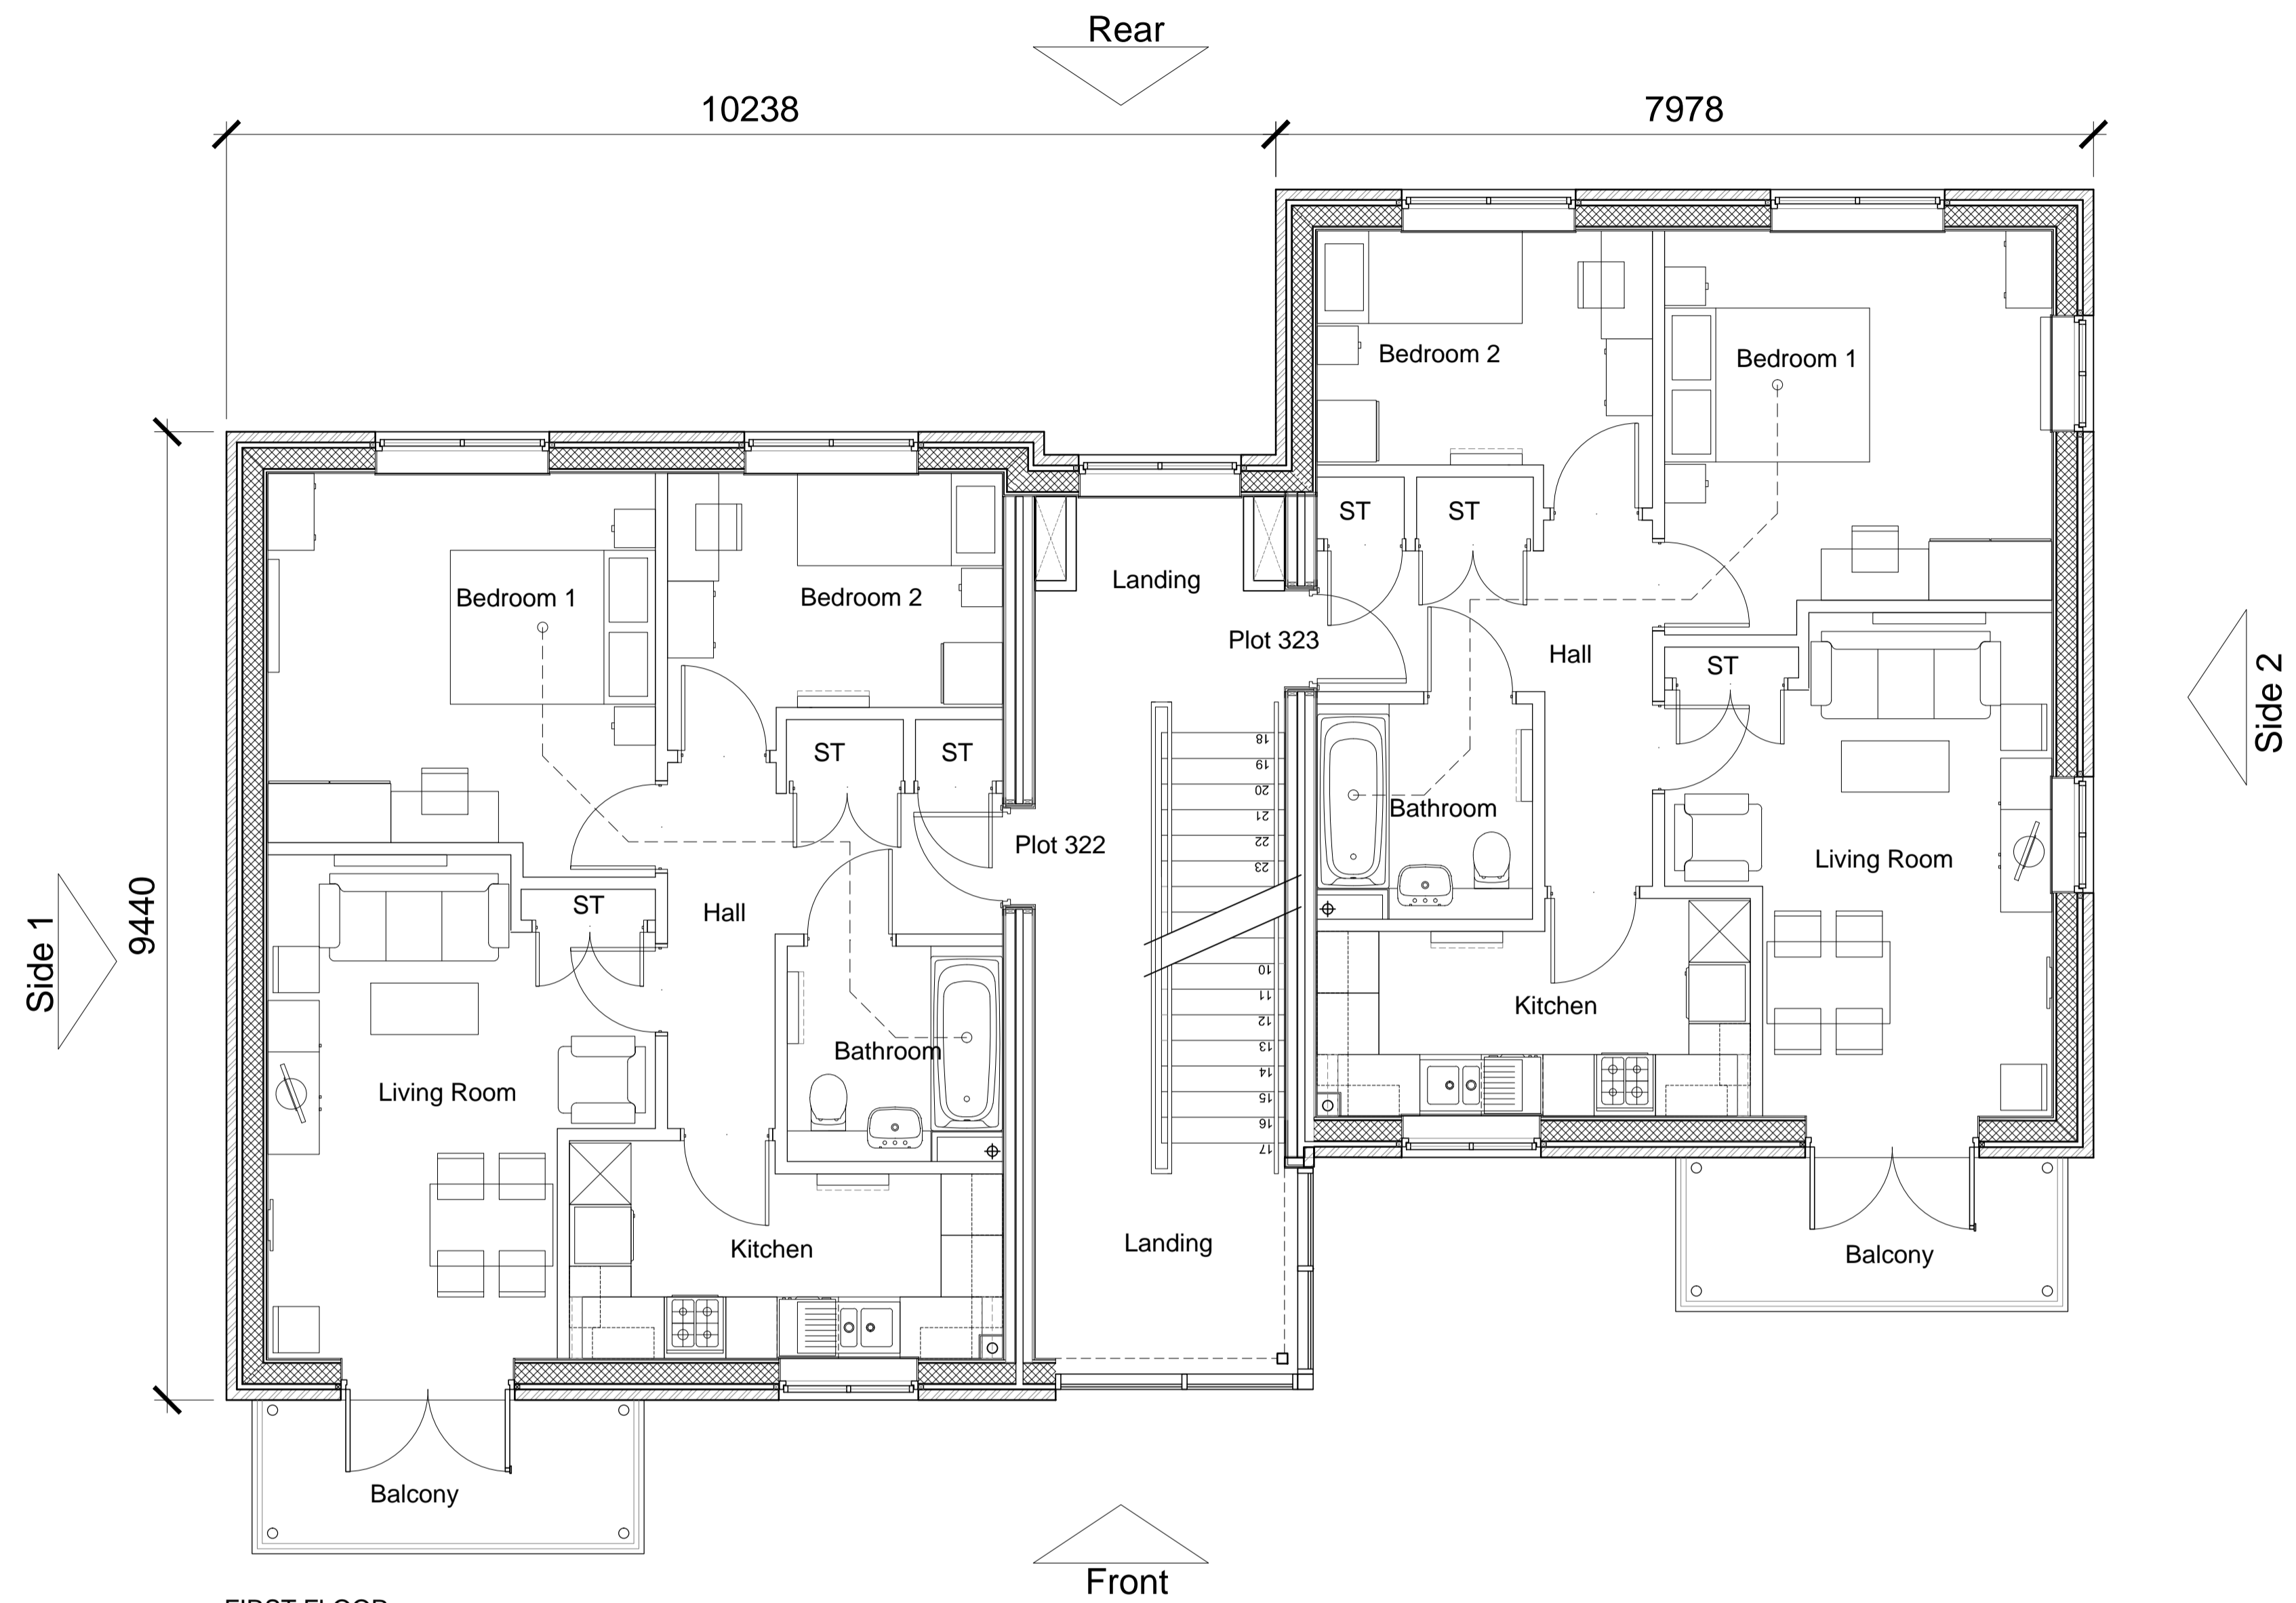 Rear
10238
7978
Bedroom 2
Bedroom 1
ST
ST
Landing
Bedroom 1
Bedroom 2
Plot 323
Hall
ST
18
19
20
21
22
23
ST
ST
Bathroom
Plot 322
Living Room
Side 2
Side 1
9440
ST
Hall
10
11
12
13
14
15
16
17
Kitchen
Bathroom
Living Room
Kitchen
Landing
Balcony
Balcony
Front
FIRST FLOOR